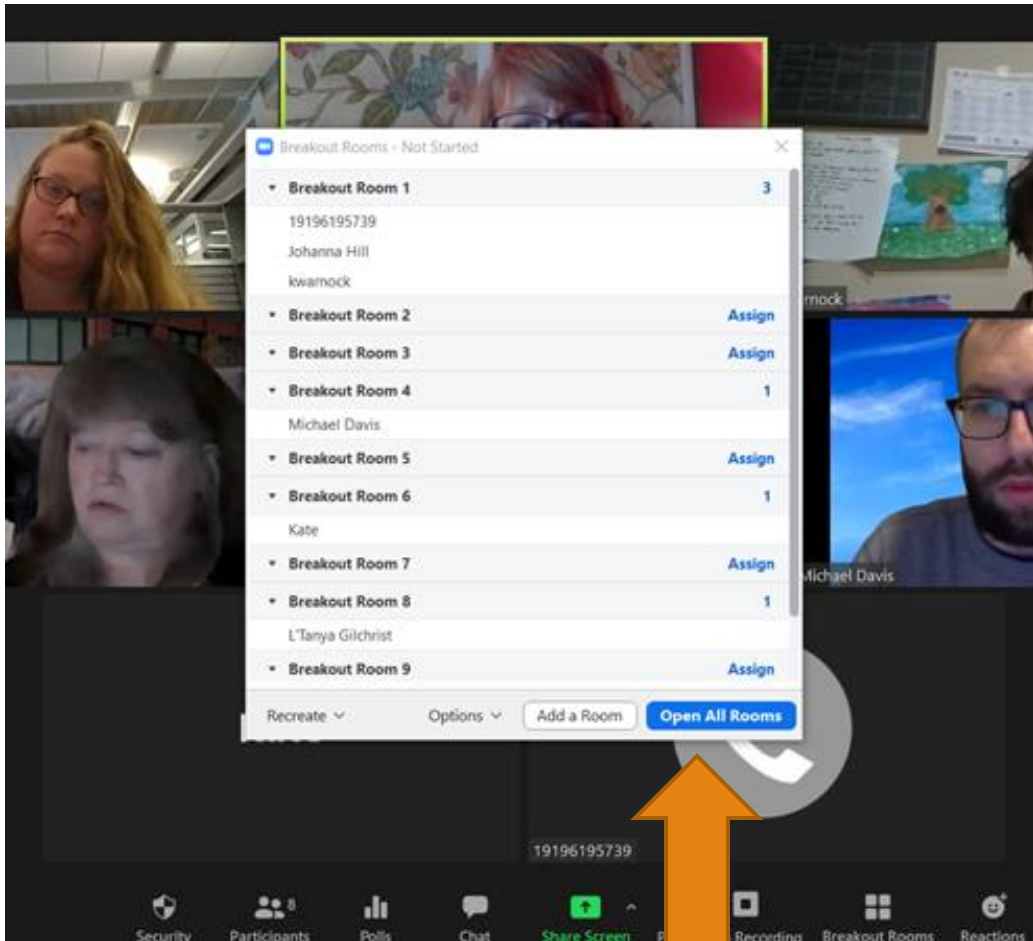 Breakout Rooms - Not Started
Breakout Room 1 3
19196195739
Johanna Hill
kwarnock
Breakout Room 2 Assign
Breakout Room 3 Assign
Breakout Room 4 1
Michael Davis
Breakout Room 5 Assign
Breakout Room 6 1
Kate
Breakout Room 7 Assign
Breakout Room 8 1
L'Tanya Gilchrist
Breakout Room 9 Assign
Recreate Options Add a Room Open All Rooms
rnock
Michael Davis
19196195739
8
Security Participants Polls Chat Share Screen P Recording Breakout Rooms Reactions